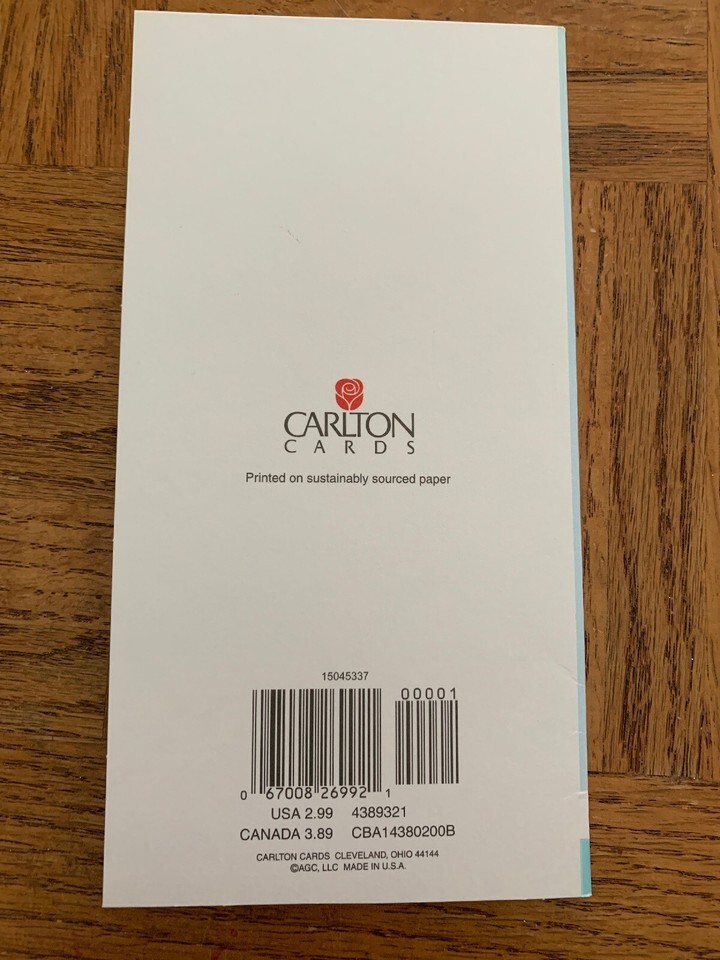 CARLTON
CARDS
Printed on sustainably sourced paper
15045337
00001
0 67008 26992 1
USA 2.99 4389321
CANADA 3.89 CBA14380200B
CARLTON CARDS CLEVELAND, OHIO 44144
©AGC, LLC MADE IN U.S.A.